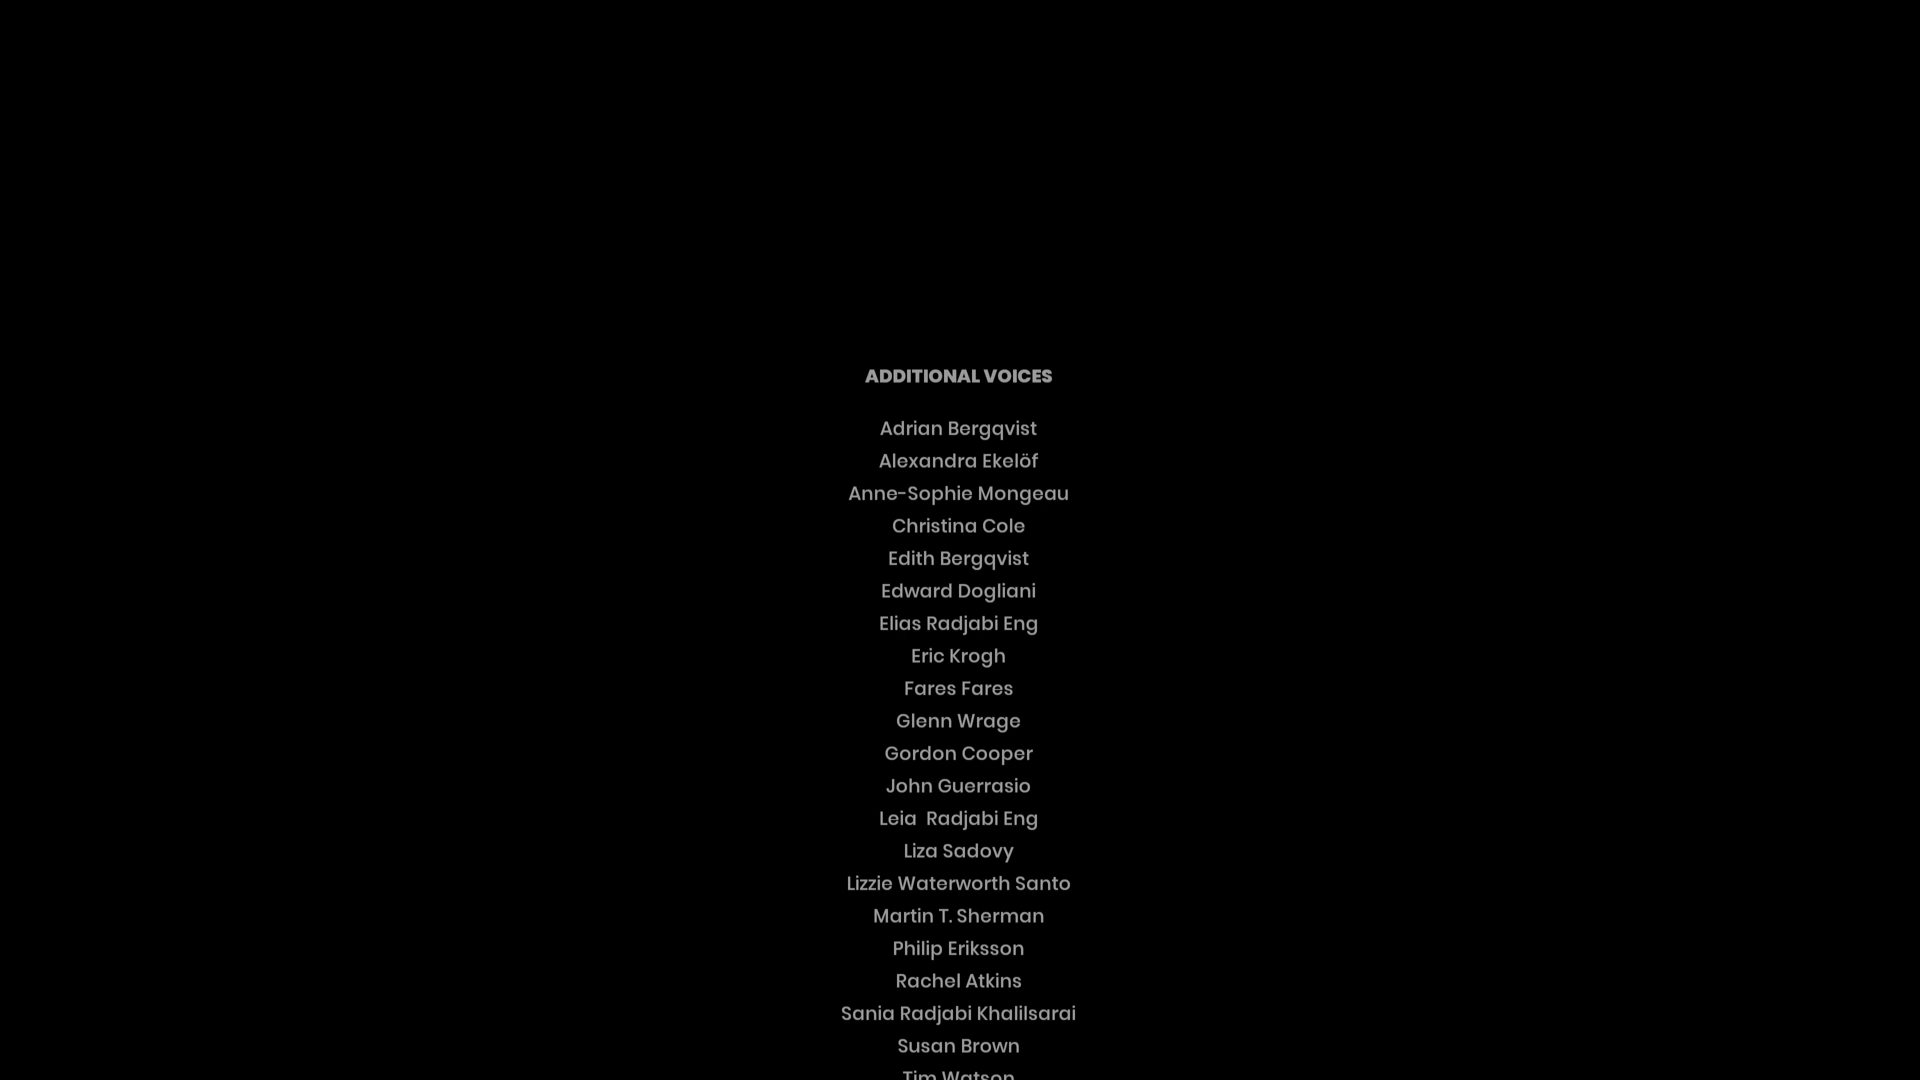 ADDITIONAL VOICES
Adrian Bergqvist
Alexandra Ekelöf
Anne-Sophie Mongeau
Christina Cole
Edith Bergqvist
Edward Dogliani
Elias Radjabi Eng
Eric Krogh
Fares Fares
Glenn Wrage
Gordon Cooper
John Guerrasio
Leia  Radjabi Eng
Liza Sadovy
Lizzie Waterworth Santo
Martin T. Sherman
Philip Eriksson
Rachel Atkins
Sania Radjabi Khalilsarai
Susan Brown
Tim Watson